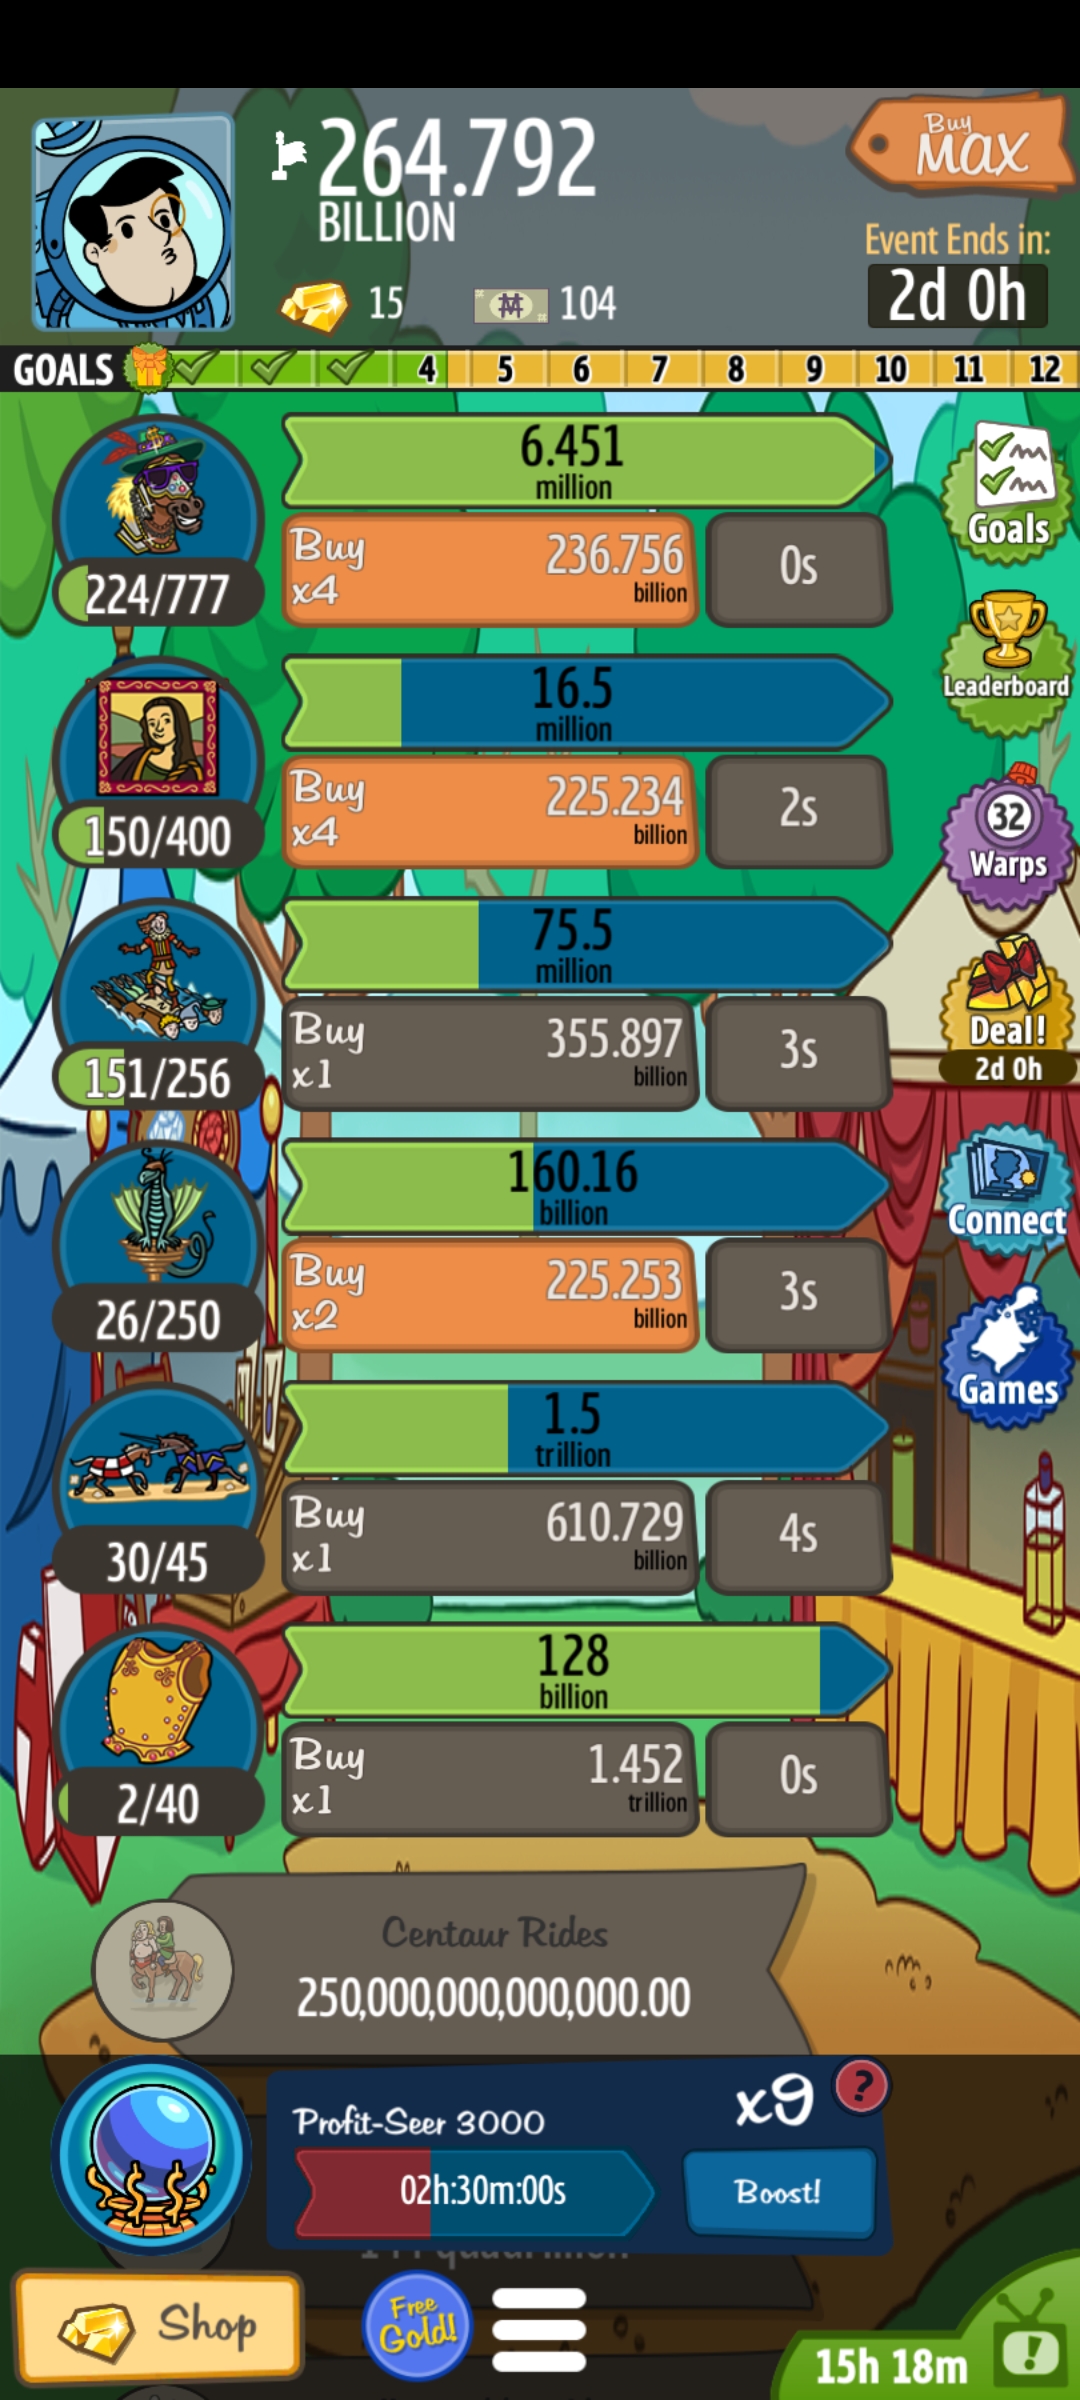 264.792
BILLION
Buy
MAX
Event Ends in:
2d 0h
15
104
GOALS
4
5
6
7
8
9
10
11
12
6.451
million
Buy
x4
236.756
billion
0s
224/777
Goals
Leaderboard
16.5
million
Buy
x4
225.234
billion
2s
150/400
32
Warps
75.5
million
Buy
x1
355.897
billion
3s
151/256
Deal!
2d 0h
160.16
billion
Buy
x2
225.253
billion
3s
26/250
Connect
Games
1.5
trillion
Buy
x1
610.729
billion
4s
30/45
128
billion
Buy
x1
1.452
trillion
0s
2/40
Centaur Rides
250,000,000,000,000.00
Profit-Seer 3000
x9
?
02h:30m:00s
Boost!
Shop
Free
Gold!
15h 18m
!